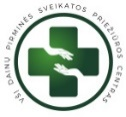 VŠĮ DAINŲ PIRMINĖS SVEIKATOS PRIEŽIŪROS CENTRAS